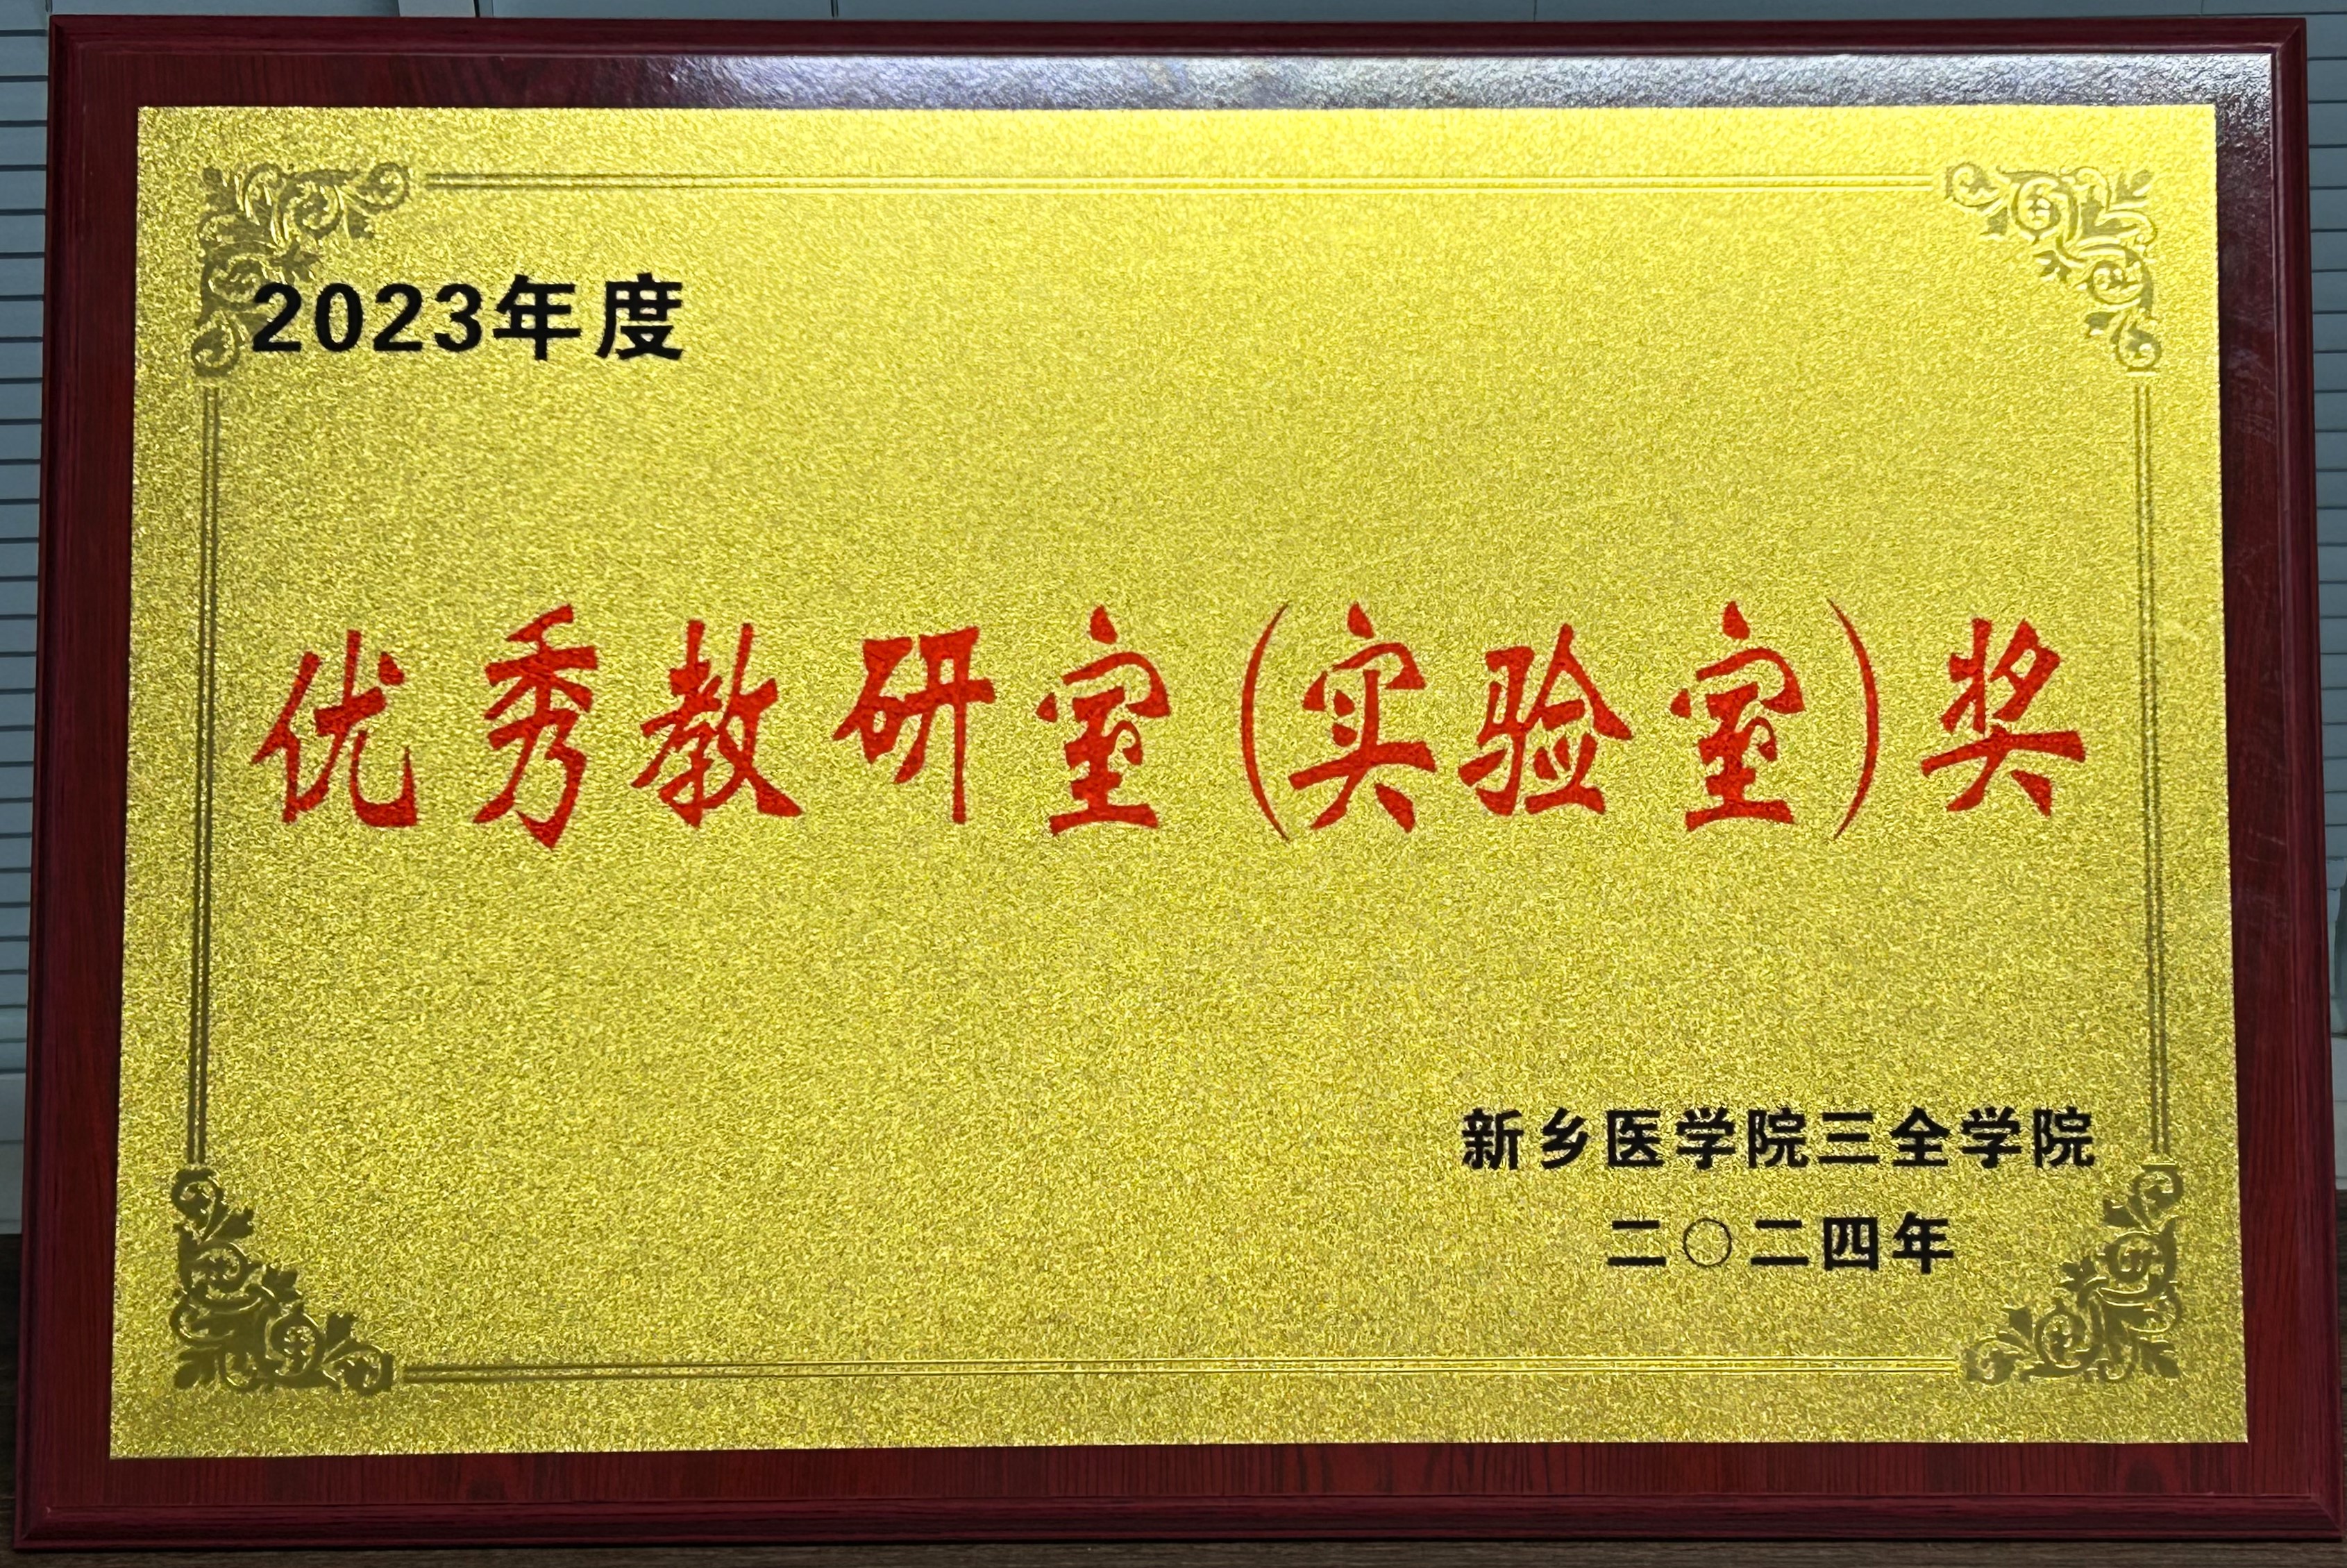 2023年度
优秀教研室(实验室)奖
新乡医学院三全学院
二〇二四年